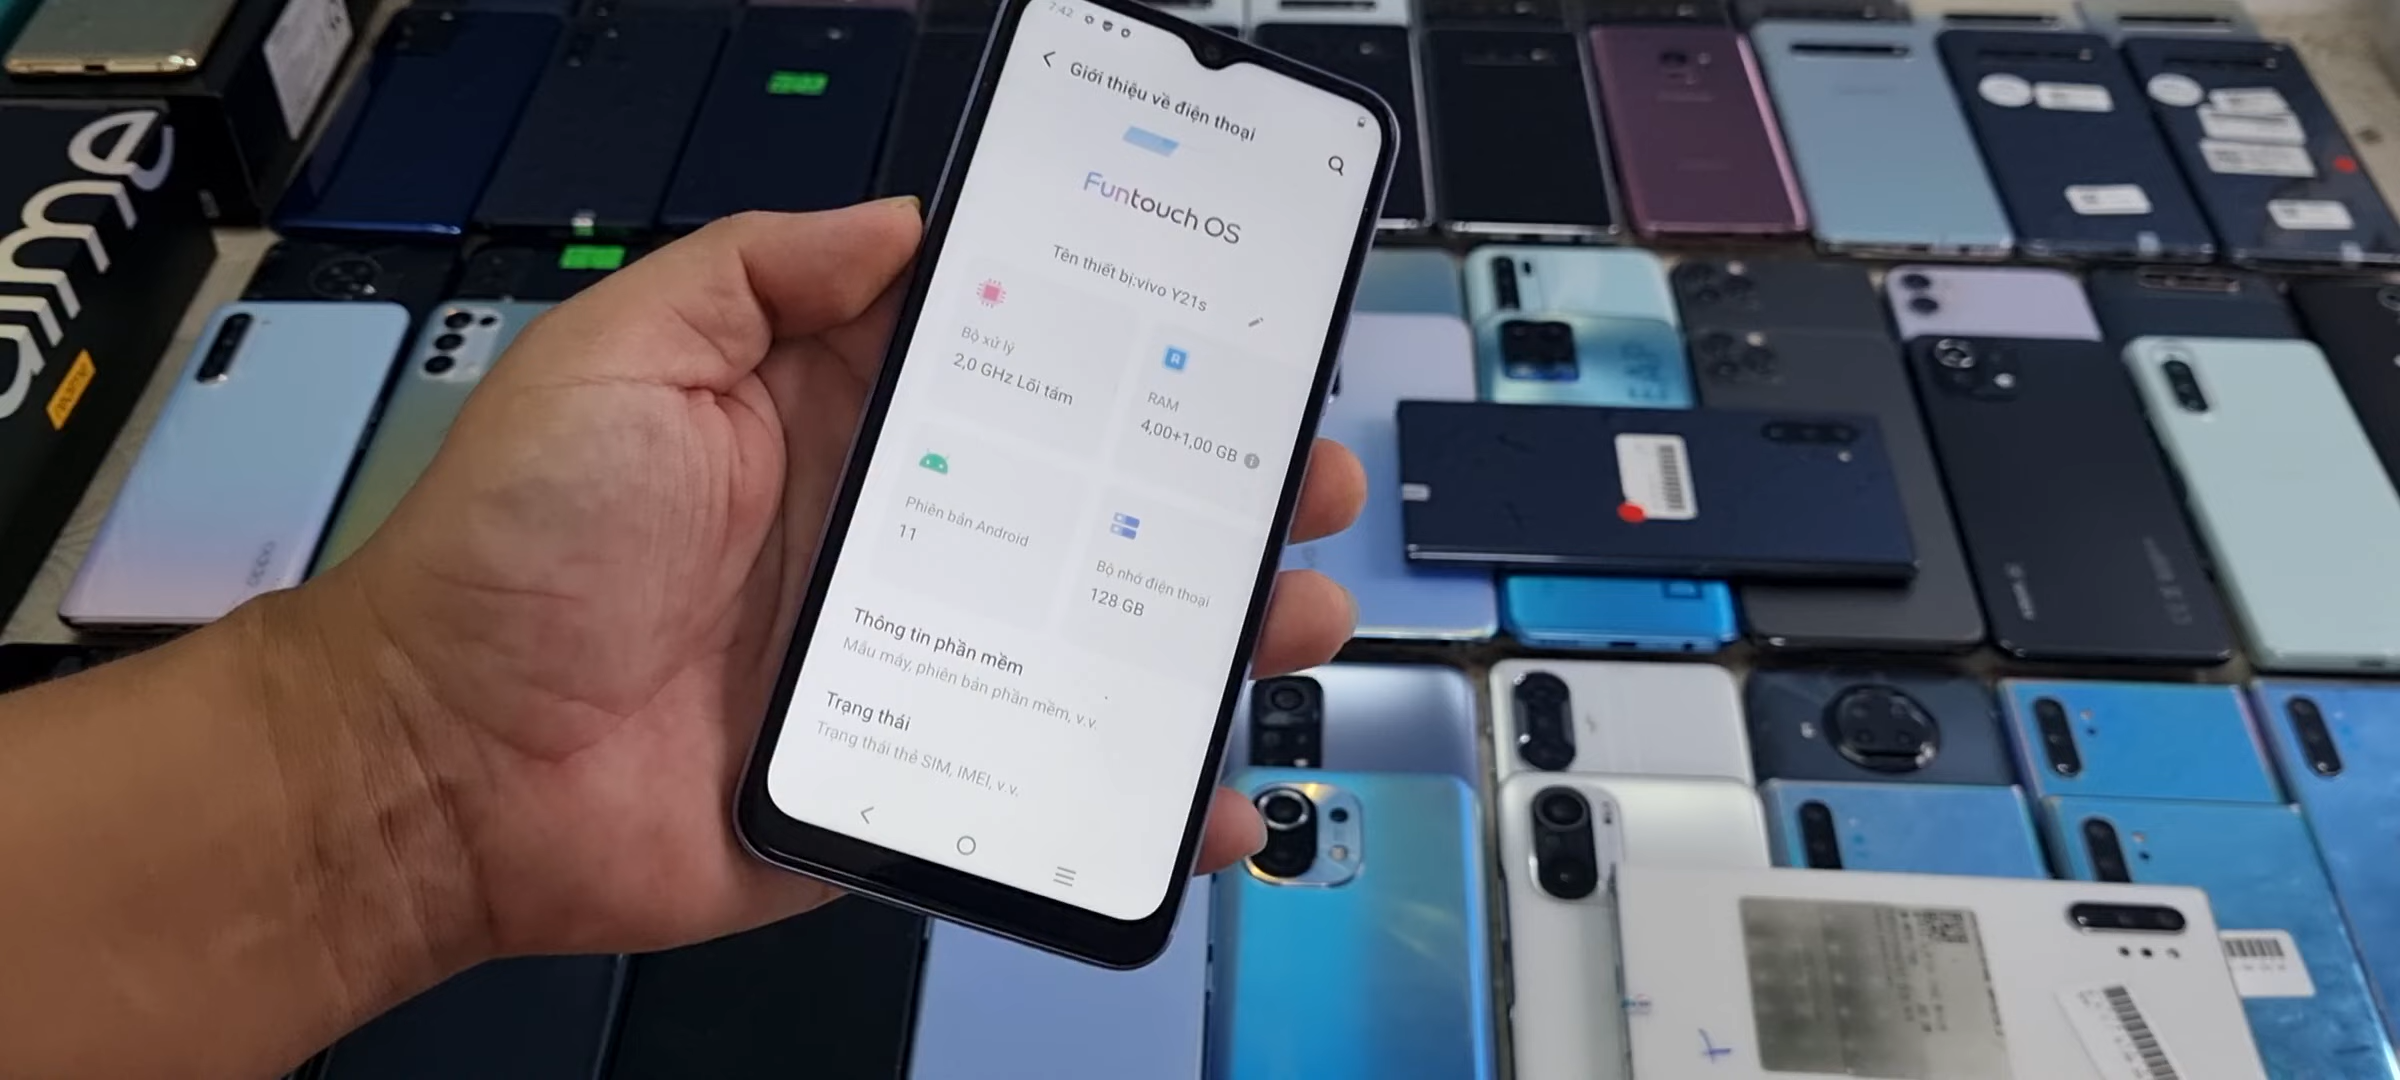 7:42
Giới thiệu về điện thoại
Funtouch OS
Tên thiết bị:vivo Y21s
Bộ xử lý
2,0 GHz Lõi tám
RAM
4,00+1,00 GB
Phiên bản Android
11
Bộ nhớ điện thoại
128 GB
Thông tin phần mềm
Mẫu máy, phiên bản phần mềm, v.v.
Trạng thái
Trạng thái thẻ SIM, IMEI, v.v.
oppo